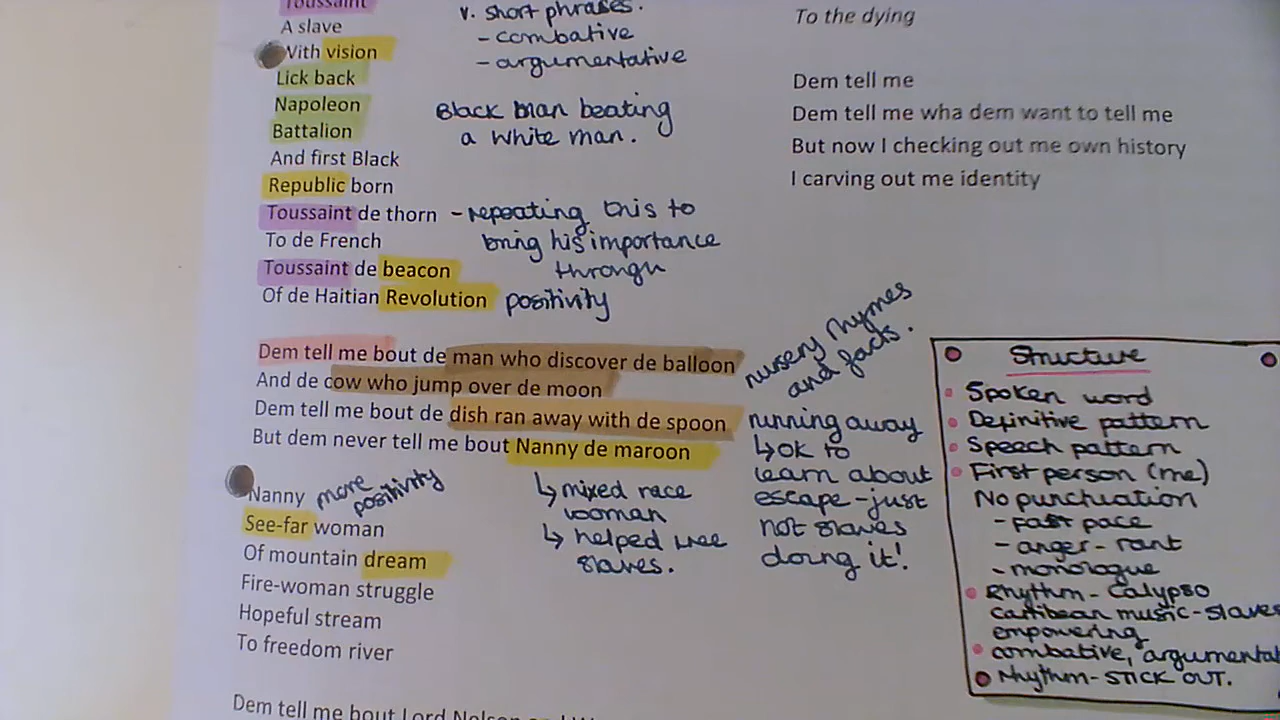 Toussaint
A slave
With vision
Lick back
Napoleon
Battalion
And first Black
Republic born
Toussaint de thorn
To de French
Toussaint de beacon
Of de Haitian Revolution
v. short phrases.
- combative
- argumentative
Black man beating
a white man.
- repeating this to
bring his importance
through
positivity
Dem tell me bout de man who discover de balloon
And de cow who jump over de moon
Dem tell me bout de dish ran away with de spoon
But dem never tell me bout Nanny de maroon
nursery rhymes
and facts.
running away
↳ ok to
learn about
escape - just
not slaves
doing it!
↳ mixed race
woman
↳ helped free
slaves.
Nanny
more
positivity
See-far woman
Of mountain dream
Fire-woman struggle
Hopeful stream
To freedom river
Dem tell me bout Lord Nelson and
To the dying
Dem tell me
Dem tell me wha dem want to tell me
But now I checking out me own history
I carving out me identity
Structure
Spoken word
Definitive pattern
Speech pattern
First person (me)
No punctuation
- fast pace
- anger - rant
- monologue
Rhythm - Calypso
Caribbean music - slaves
empowering
combative,
Rhythm - STICK OUT.